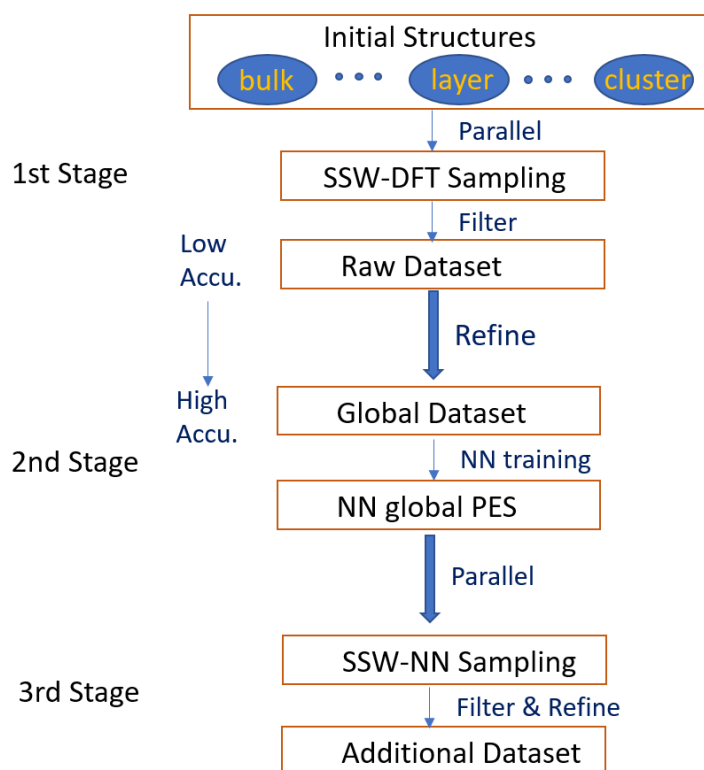 Initial Structures
bulk ••• layer ••• cluster
Parallel
1st Stage
SSW-DFT Sampling
Filter
Low
Accu.
Raw Dataset
Refine
High
Accu.
Global Dataset
2nd Stage
NN training
NN global PES
Parallel
SSW-NN Sampling
3rd Stage
Filter & Refine
Additional Dataset